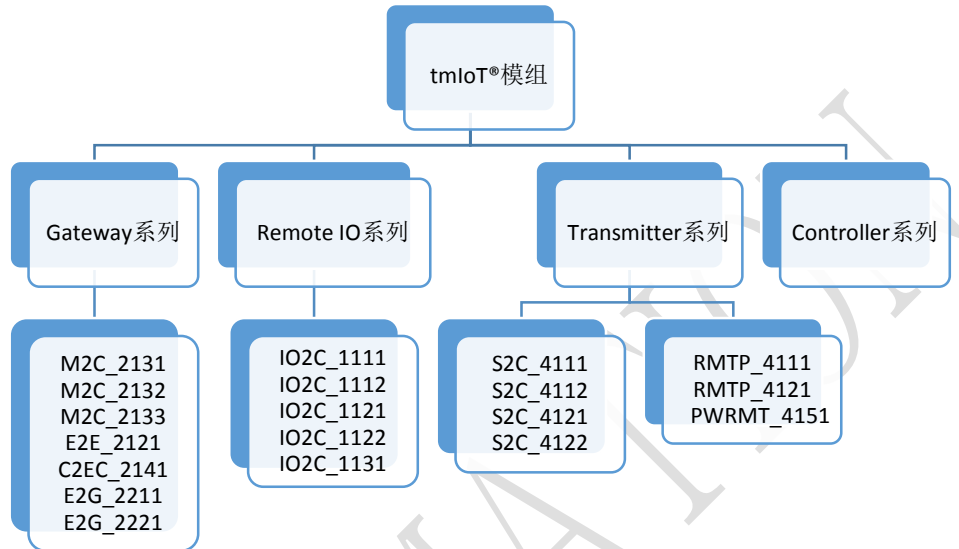 tmIoT®模组
Gateway系列
Remote IO系列
Transmitter系列
Controller系列
M2C_2131
M2C_2132
M2C_2133
E2E_2121
C2EC_2141
E2G_2211
E2G_2221
IO2C_1111
IO2C_1112
IO2C_1121
IO2C_1122
IO2C_1131
S2C_4111
S2C_4112
S2C_4121
S2C_4122
RMTP_4111
RMTP_4121
PWRMT_4151